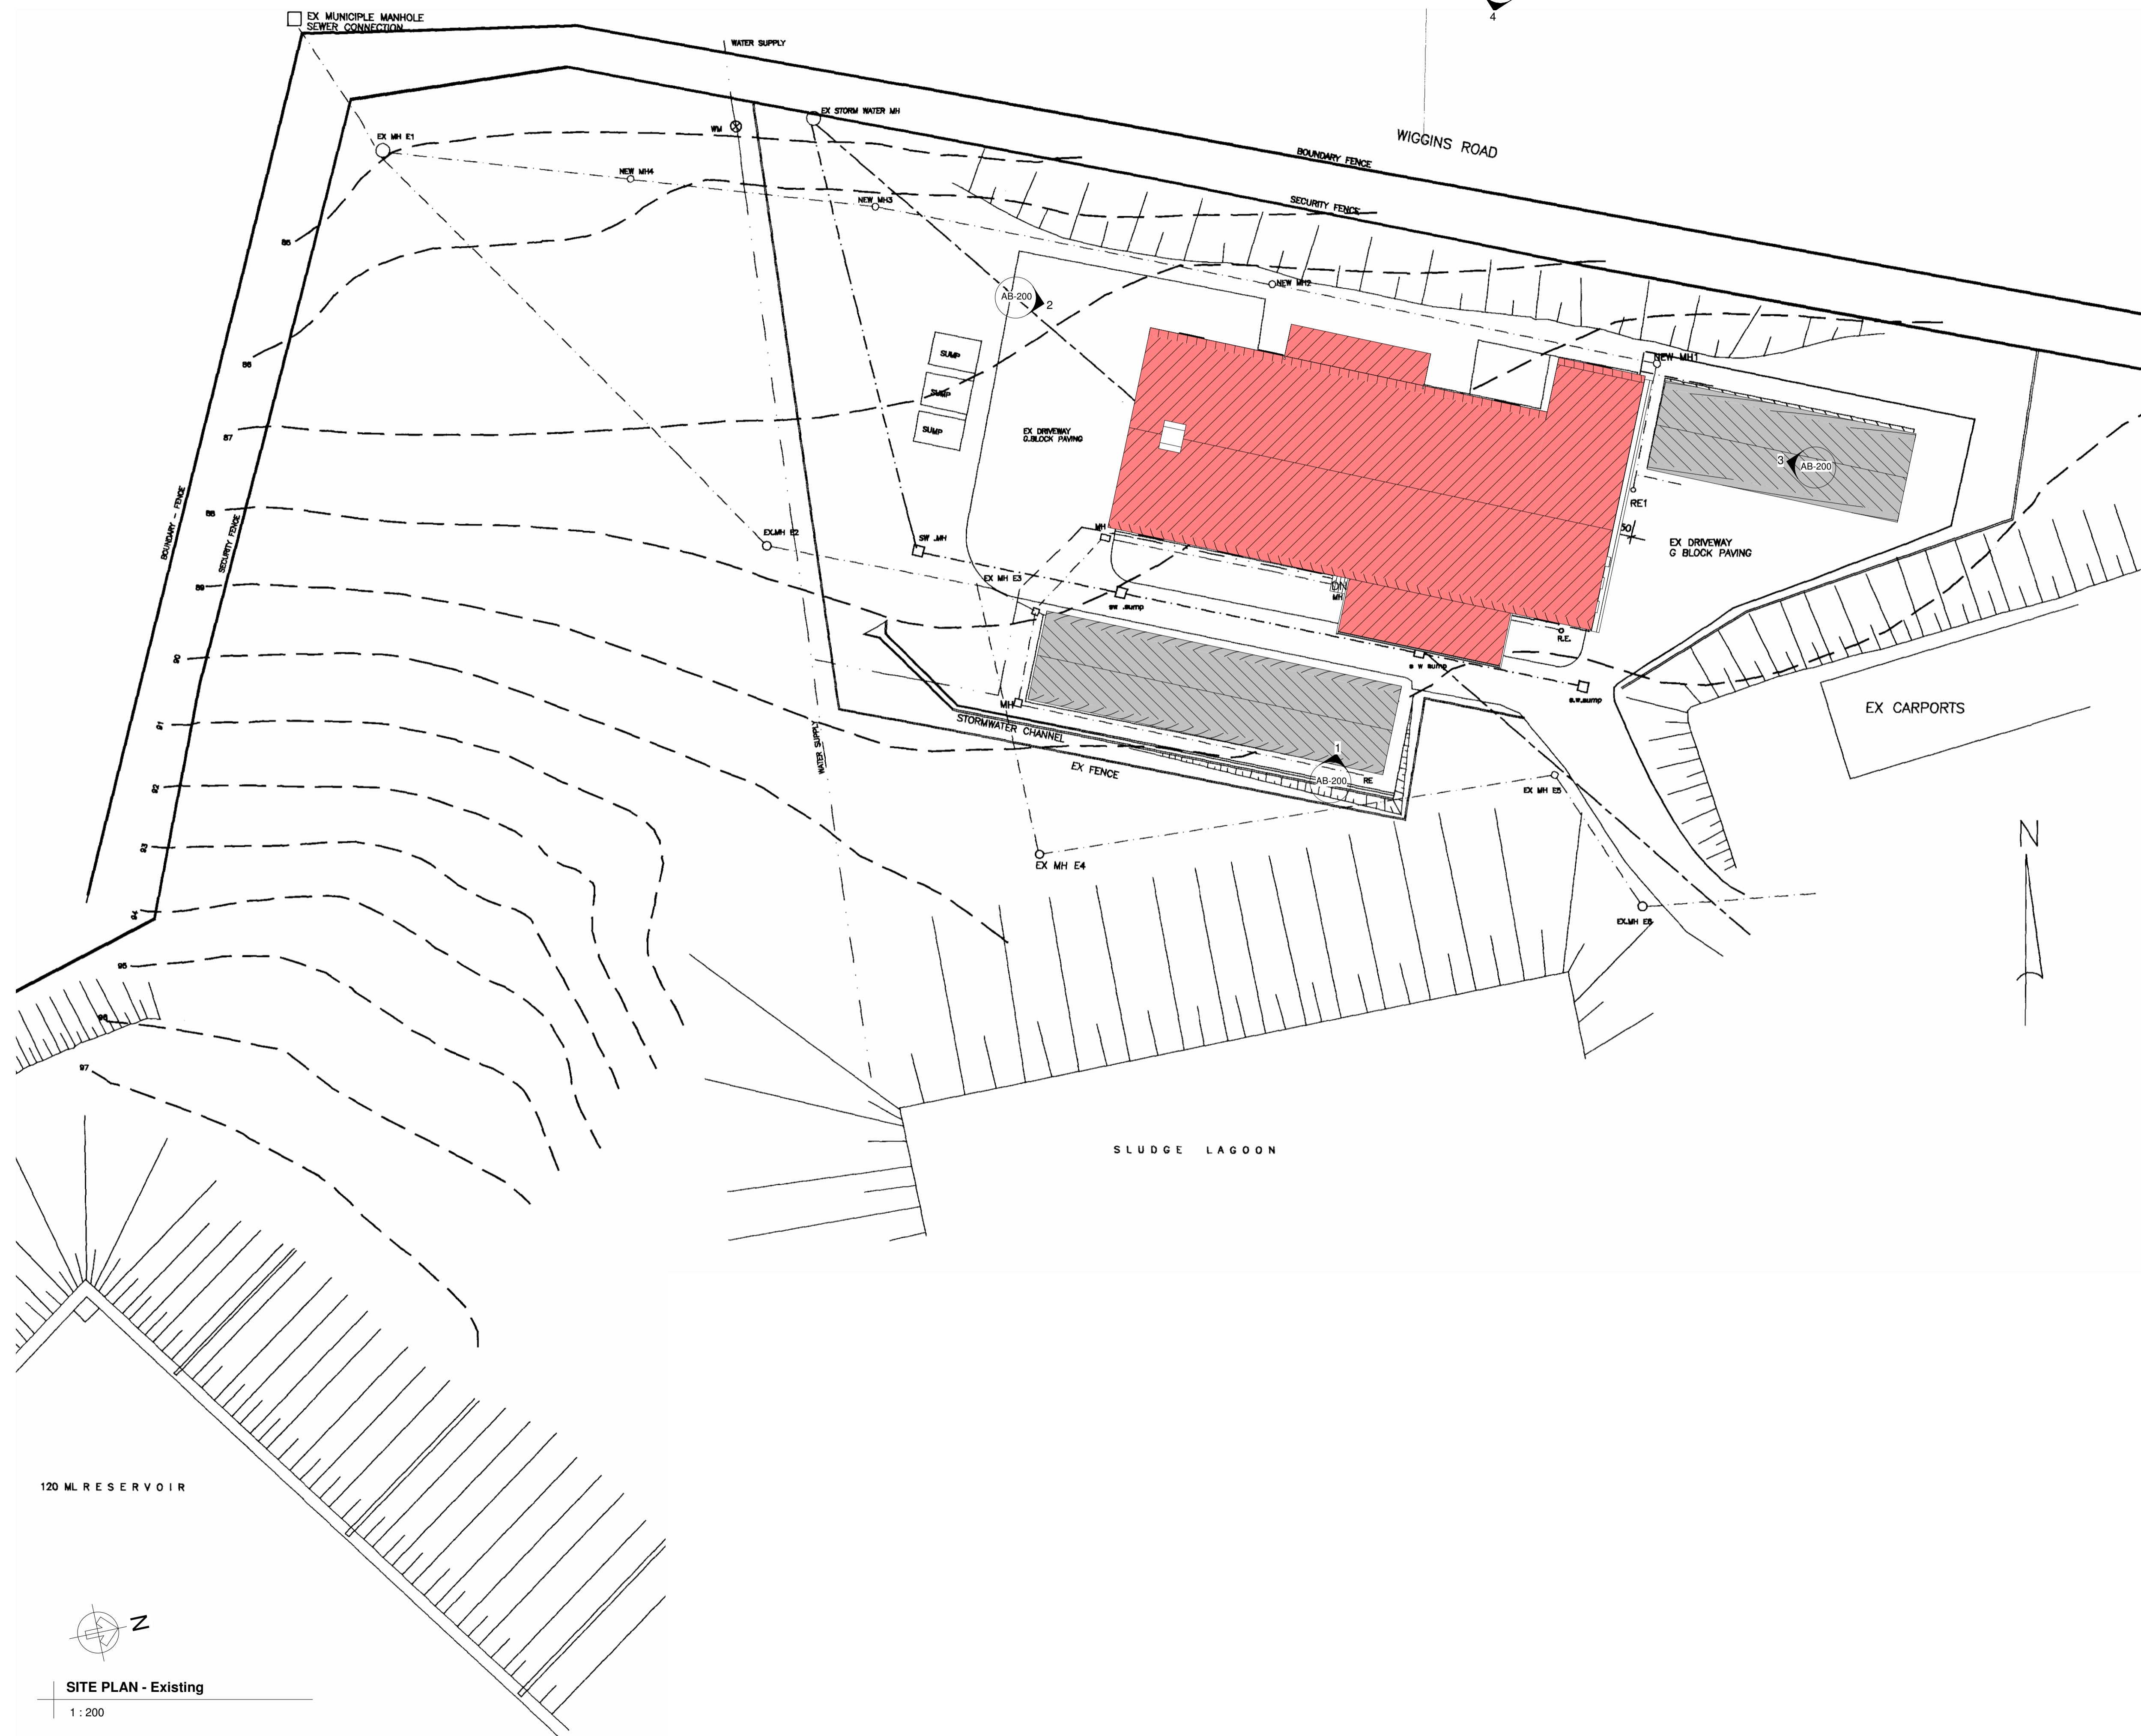 4
EX MUNICIPLE MANHOLE
SEWER CONNECTION
WATER SUPPLY
EX STORM WATER MH
WM
EX MH E1
WIGGINS ROAD
BOUNDARY FENCE
NEW MH4
NEW MH3
SECURITY FENCE
85
NEW MH2
AB-200
2
SUMP
NEW MH1
86
SUMP
SUMP
EX DRIVEWAY
G.BLOCK PAVING
87
3
AB-200
RE1
88
BOUNDARY - FENCE
SECURITY FENCE
EX.MH E2
SW .MH
MH
50
EX DRIVEWAY
G BLOCK PAVING
EX MH E3
DN
MH
89
sw .sump
R.E.
90
s w sump
s.w.sump
MH
EX CARPORTS
91
STORMWATER CHANNEL
WATER SUPPLY
1
EX FENCE
AB-200
RE
92
EX MH E5
93
EX MH E4
N
94
EX.MH E6
95
96
97
SLUDGE LAGOON
120 ML RESERVOIR
N
SITE PLAN - Existing
1 : 200